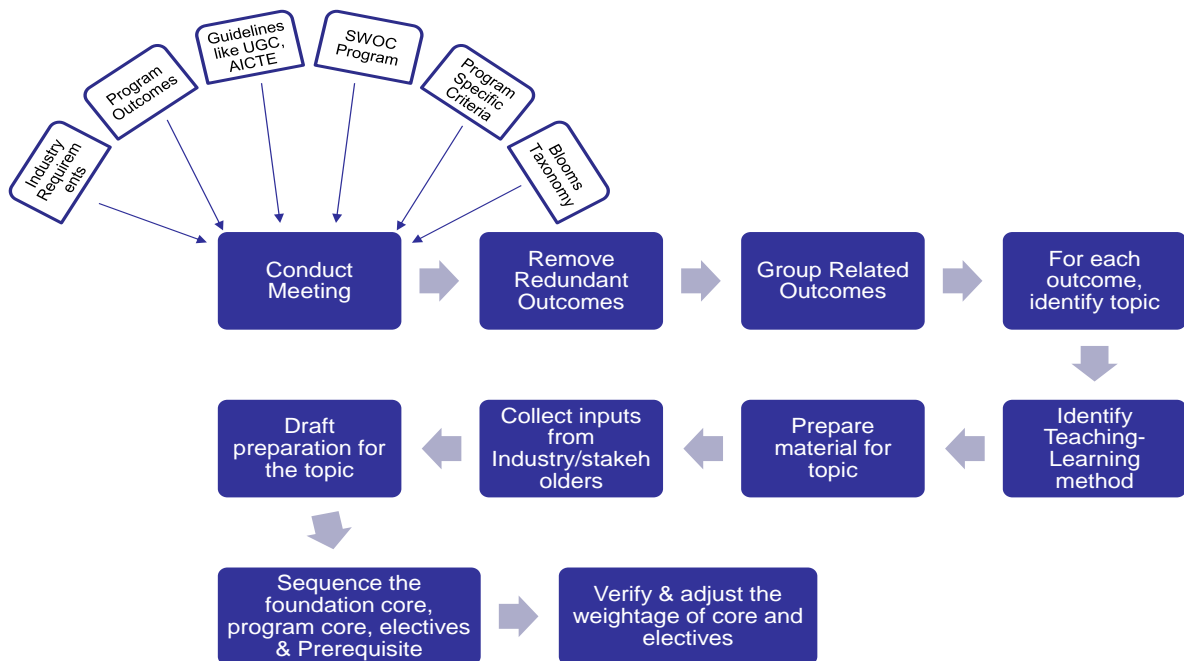 Industry
Requirem
ents
Program
Outcomes
Guidelines
like UGC,
AICTE
SWOC
Program
Program
Specific
Criteria
Blooms
Taxonomy
Conduct
Meeting
Remove
Redundant
Outcomes
Group Related
Outcomes
For each
outcome,
identify topic
Draft
preparation for
the topic
Collect inputs
from
Industry/stakeh
olders
Prepare
material for
topic
Identify
Teaching-
Learning
method
Sequence the
foundation core,
program core, electives
& Prerequisite
Verify & adjust the
weightage of core and
electives